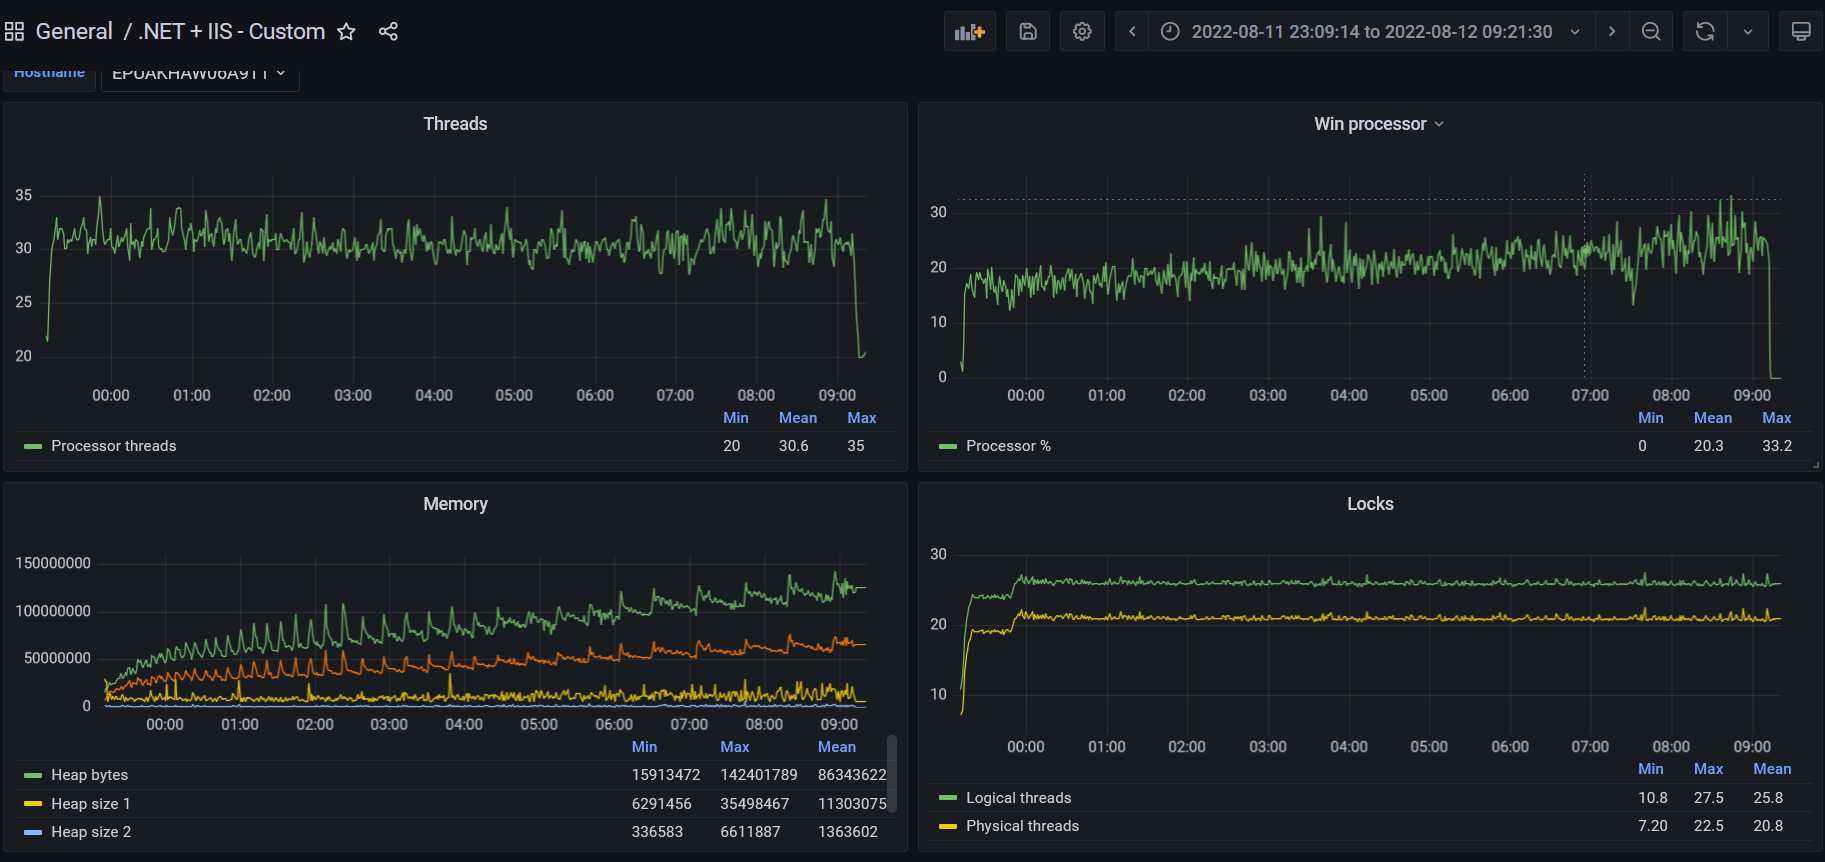 General / .NET + IIS - Custom
2022-08-11 23:09:14 to 2022-08-12 09:21:30
Hostname
Threads
35
30
25
20
00:00 01:00 02:00 03:00 04:00 05:00 06:00 07:00 08:00 09:00
Min Mean Max
Processor threads 20 30.6 35
Win processor
30
20
10
0
00:00 01:00 02:00 03:00 04:00 05:00 06:00 07:00 08:00 09:00
Min Mean Max
Processor % 0 20.3 33.2
Memory
150000000
100000000
50000000
0
00:00 01:00 02:00 03:00 04:00 05:00 06:00 07:00 08:00 09:00
Min Max Mean
Heap bytes 15913472 142401789 86343622
Heap size 1 6291456 35498467 11303075
Heap size 2 336583 6611887 1363602
Locks
30
20
10
00:00 01:00 02:00 03:00 04:00 05:00 06:00 07:00 08:00 09:00
Min Max Mean
Logical threads 10.8 27.5 25.8
Physical threads 7.20 22.5 20.8